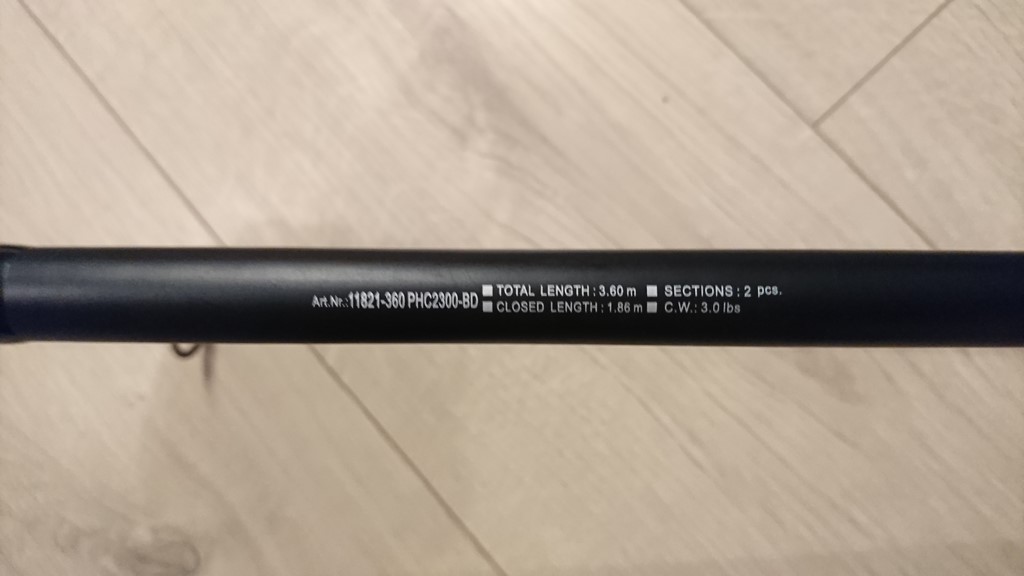 Art.Nr.:11821-360 PHC2300-BD
TOTAL LENGTH : 3.60 m SECTIONS : 2 pcs.
CLOSED LENGTH : 1.86 m C.W.: 3.0 lbs